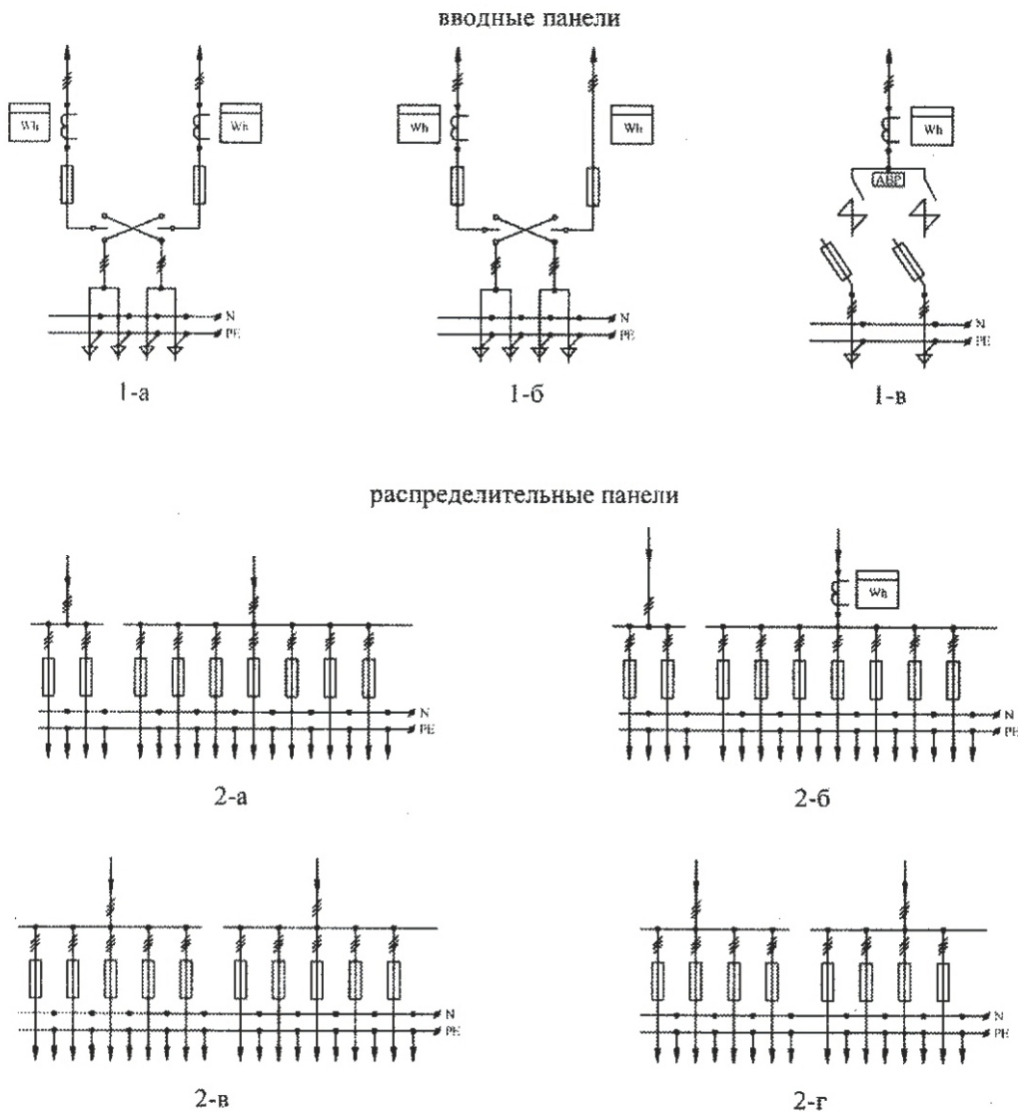 вводные панели
Wh
Wh
Wh
Wh
Wh
АВР
N
PE
N
PE
N
PE
1-а
1-б
1-в
распределительные панели
Wh
N
PE
N
PE
2-а
2-б
N
PE
N
PE
2-в
2-г